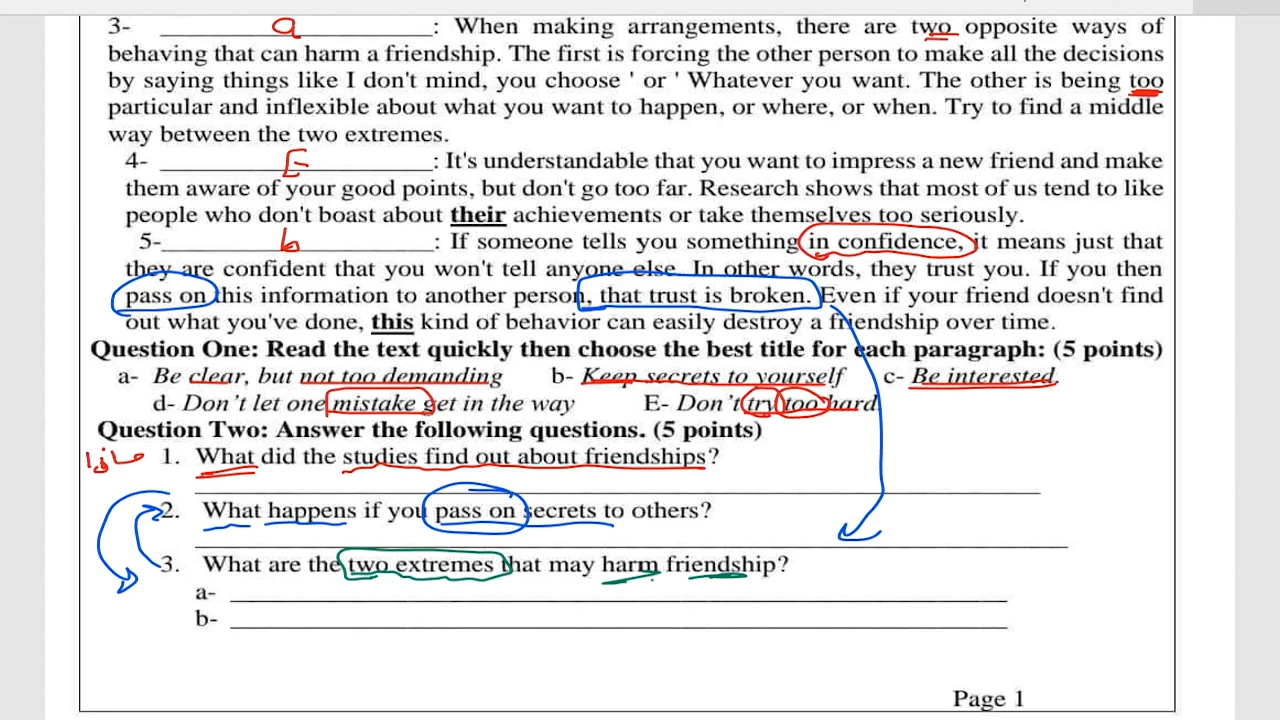 3- ______a______: When making arrangements, there are two opposite ways of
behaving that can harm a friendship. The first is forcing the other person to make all the decisions
by saying things like I don't mind, you choose ' or ' Whatever you want. The other is being too
particular and inflexible about what you want to happen, or where, or when. Try to find a middle
way between the two extremes.
4- ______E______: It's understandable that you want to impress a new friend and make
them aware of your good points, but don't go too far. Research shows that most of us tend to like
people who don't boast about their achievements or take themselves too seriously.
5-______b______: If someone tells you something in confidence, it means just that
they are confident that you won't tell anyone else. In other words, they trust you. If you then
pass on this information to another person, that trust is broken. Even if your friend doesn't find
out what you've done, this kind of behavior can easily destroy a friendship over time.
Question One: Read the text quickly then choose the best title for each paragraph: (5 points)
a- Be clear, but not too demanding b- Keep secrets to yourself c- Be interested.
d- Don't let one mistake get in the way E- Don't try too hard.
Question Two: Answer the following questions. (5 points)
ماذا 1. What did the studies find out about friendships?
2. What happens if you pass on secrets to others?
3. What are the two extremes that may harm friendship?
a-
b-
Page 1